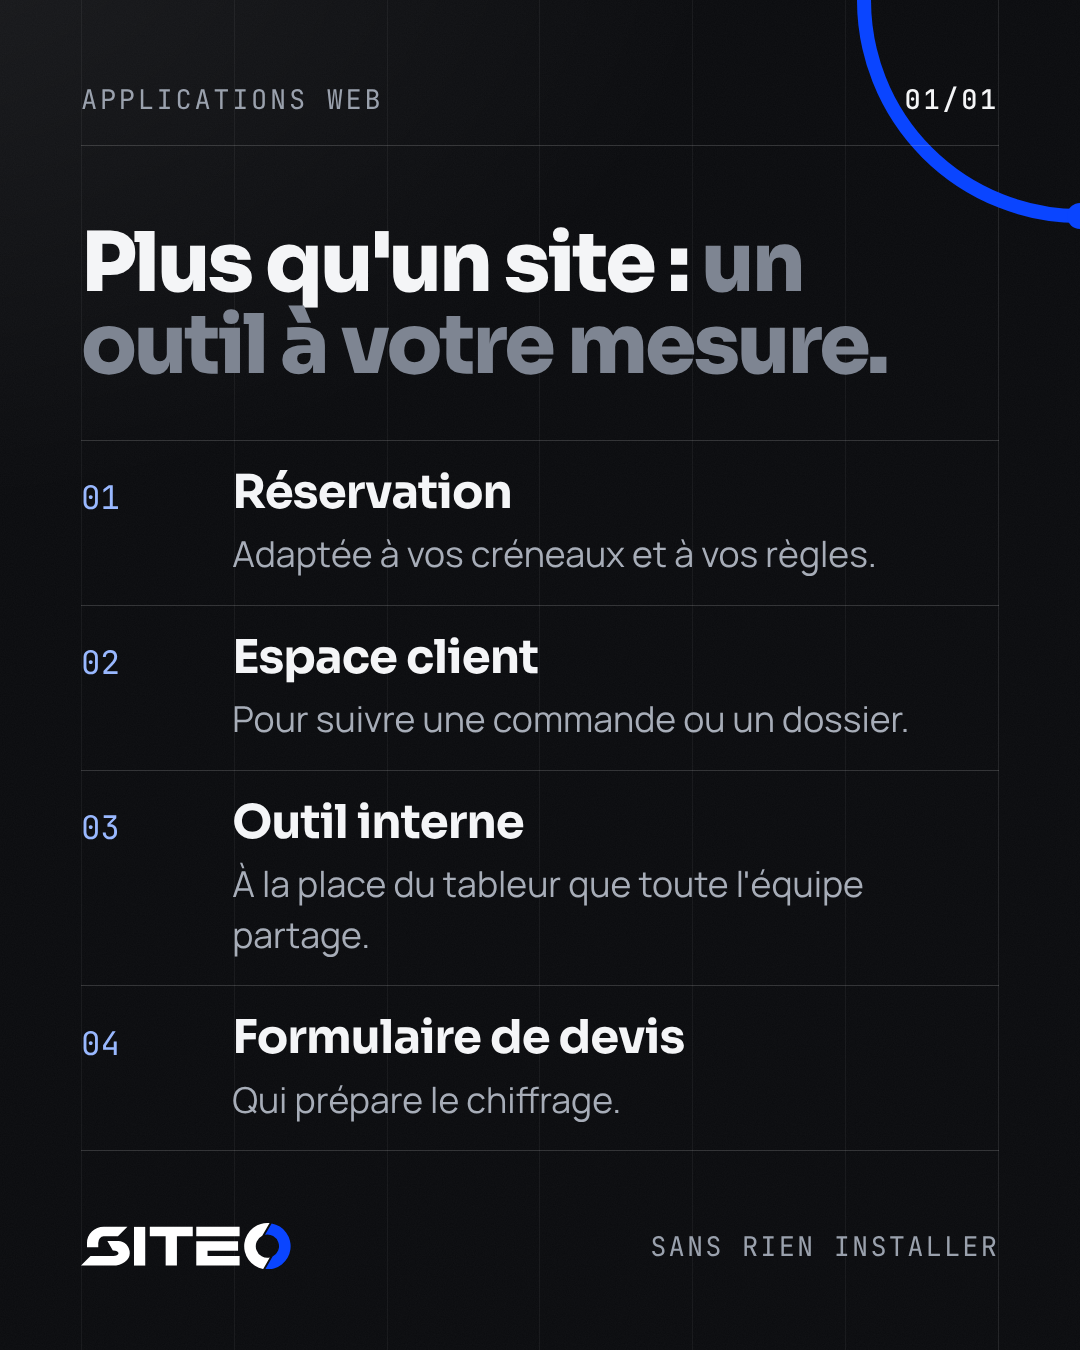 APPLICATIONS WEB
01/01
Plus qu'un site : un
outil à votre mesure.
01
Réservation
Adaptée à vos créneaux et à vos règles.
02
Espace client
Pour suivre une commande ou un dossier.
03
Outil interne
À la place du tableur que toute l'équipe
partage.
04
Formulaire de devis
Qui prépare le chiffrage.
SITEO
SANS RIEN INSTALLER